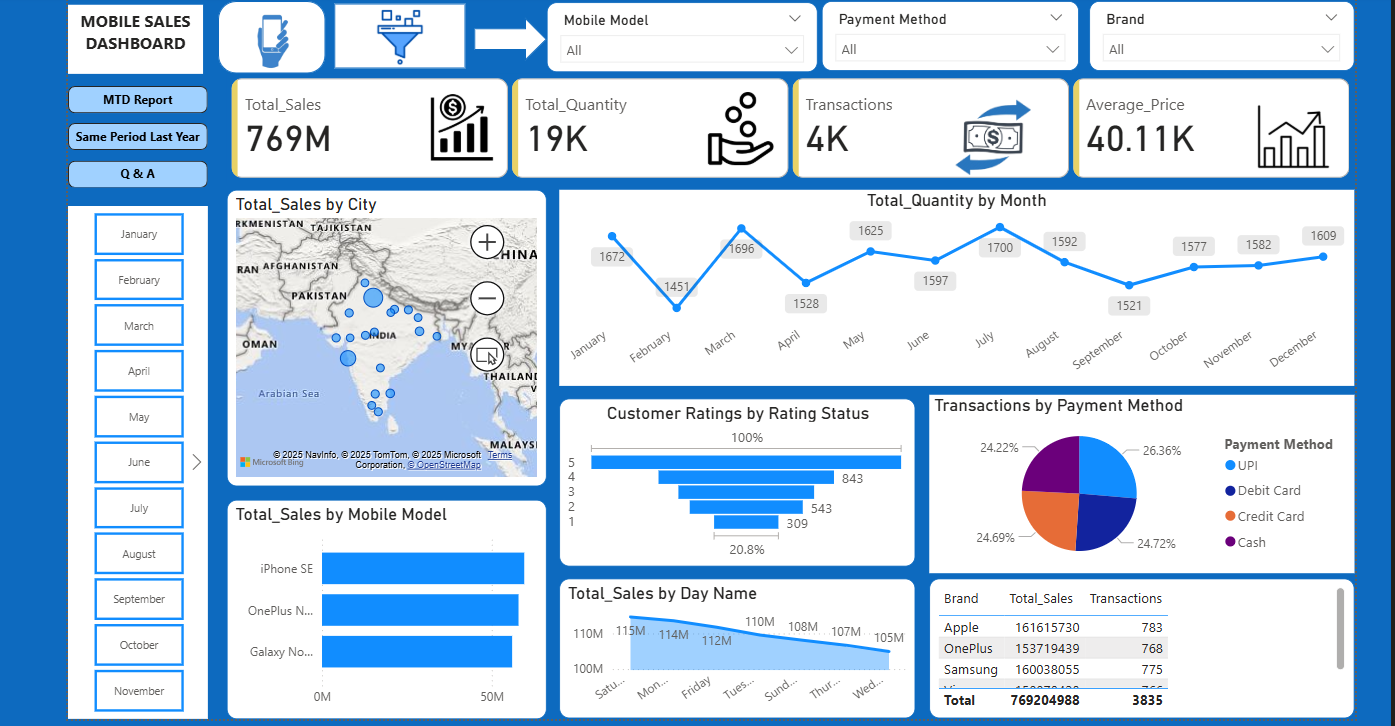 MOBILE SALES
DASHBOARD
Mobile Model
All
Payment Method
All
Brand
All
MTD Report
Same Period Last Year
Q & A
Total_Sales
769M
Total_Quantity
19K
Transactions
4K
Average_Price
40.11K
January
February
March
April
May
June
July
August
September
October
November
Total_Sales by City
RKMENISTAN
TAJIKISTAN
CHINA
RAN
AFGHANISTAN
PAKISTAN
INDIA
OMAN
MY
THAILAND
Arabian Sea
MALAYS
© 2025 NavInfo, © 2025 TomTom, © 2025 Microsoft
Corporation, © OpenStreetMap
Terms
Microsoft Bing
Total_Quantity by Month
1672
1451
1696
1528
1625
1597
1700
1592
1521
1577
1582
1609
January
February
March
April
May
June
July
August
September
October
November
December
Customer Ratings by Rating Status
100%
5
4
843
3
2
543
1
309
20.8%
Transactions by Payment Method
24.22%
26.36%
24.69%
24.72%
Payment Method
UPI
Debit Card
Credit Card
Cash
Total_Sales by Mobile Model
iPhone SE
OnePlus N...
Galaxy No...
0M
50M
Total_Sales by Day Name
110M
100M
115M
114M
112M
110M
108M
107M
105M
Satu...
Mon...
Friday
Tues...
Sund...
Thur...
Wed...
Brand Total_Sales Transactions
Apple 161615730 783
OnePlus 153719439 768
Samsung 160038055 775
Total 769204988 3835